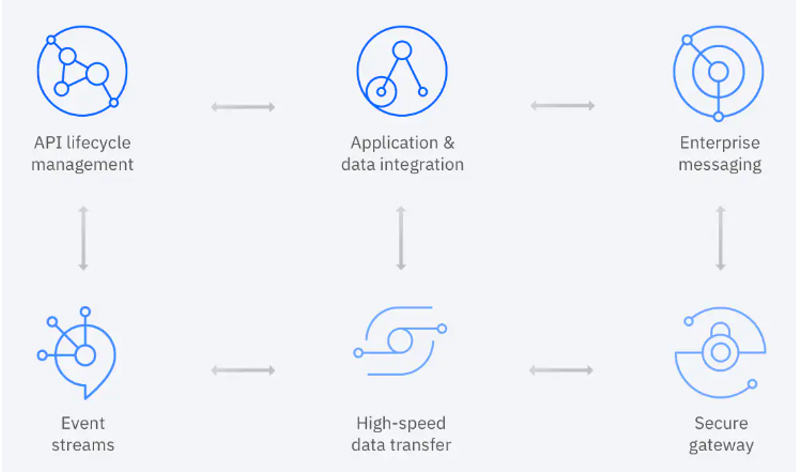 API lifecycle
management
Application &
data integration
Enterprise
messaging
Event
streams
High-speed
data transfer
Secure
gateway